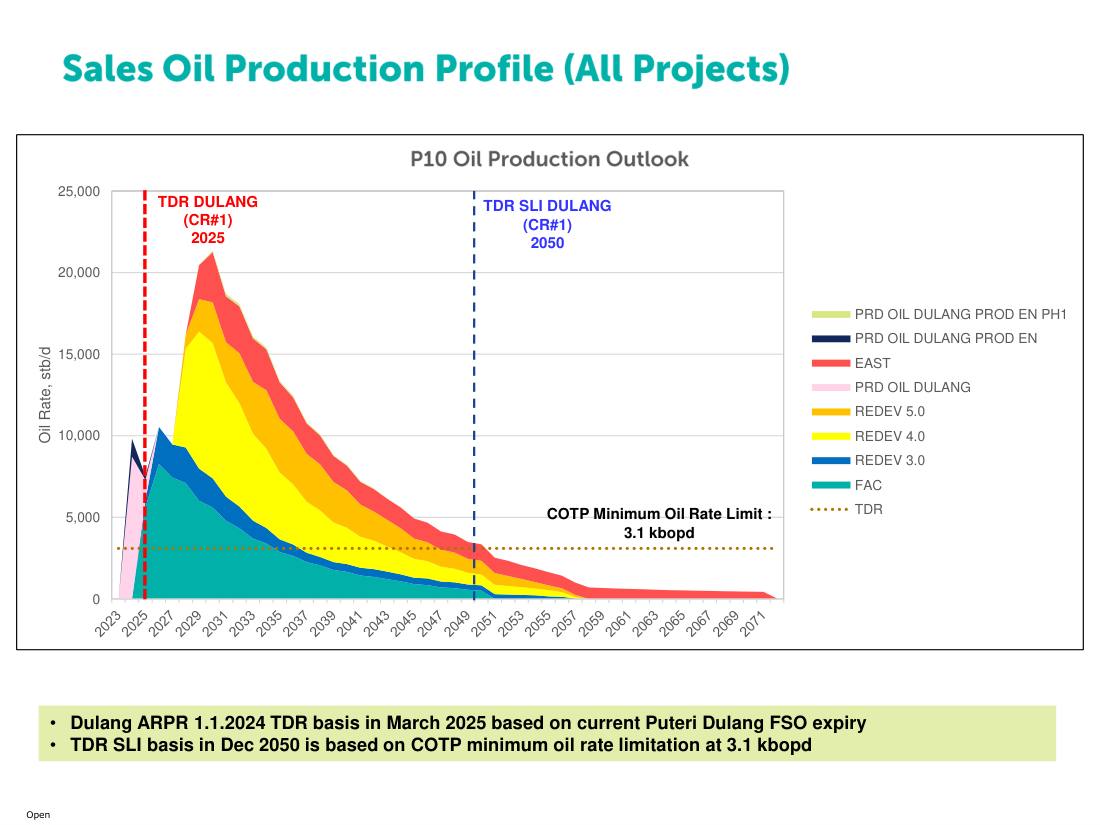 Sales Oil Production Profile (All Projects)
P10 Oil Production Outlook
25,000
20,000
15,000
10,000
5,000
0
Oil Rate, stb/d
TDR DULANG
(CR#1)
2025
TDR SLI DULANG
(CR#1)
2050
COTP Minimum Oil Rate Limit :
3.1 kbopd
2023
2025
2027
2029
2031
2033
2035
2037
2039
2041
2043
2045
2047
2049
2051
2053
2055
2057
2059
2061
2063
2065
2067
2069
2071
PRD OIL DULANG PROD EN PH1
PRD OIL DULANG PROD EN
EAST
PRD OIL DULANG
REDEV 5.0
REDEV 4.0
REDEV 3.0
FAC
TDR
• Dulang ARPR 1.1.2024 TDR basis in March 2025 based on current Puteri Dulang FSO expiry
• TDR SLI basis in Dec 2050 is based on COTP minimum oil rate limitation at 3.1 kbopd
Open